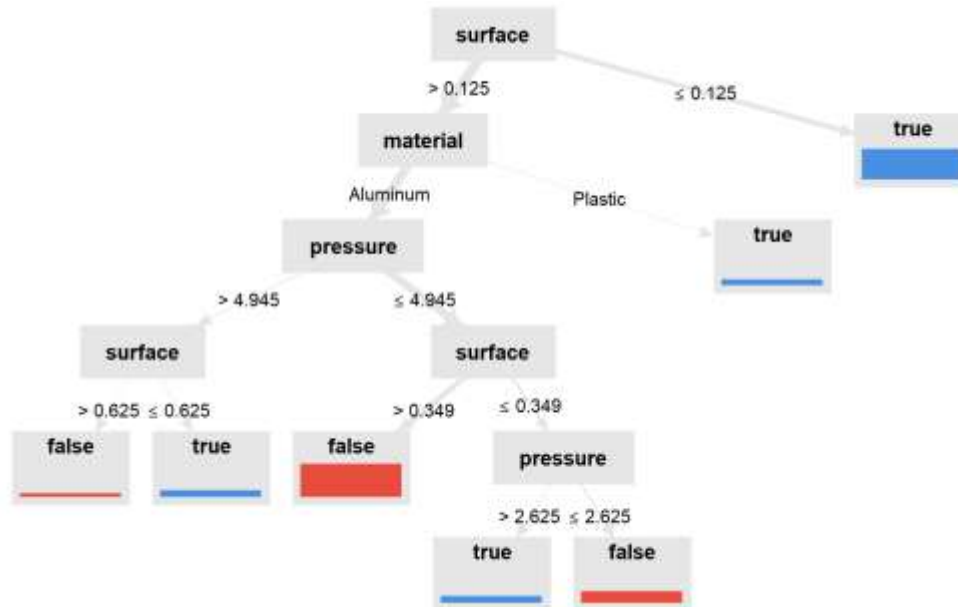 surface
> 0.125
≤ 0.125
material
true
Aluminum
Plastic
pressure
true
> 4.945
≤ 4.945
surface
surface
> 0.625 ≤ 0.625
> 0.349
≤ 0.349
false
true
false
pressure
> 2.625 ≤ 2.625
true
false